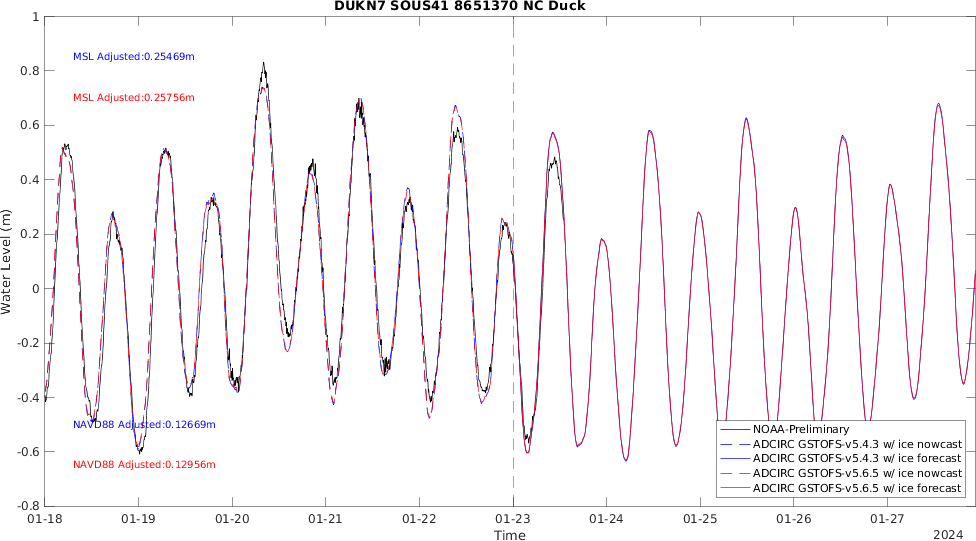 DUKN7 SOUS41 8651370 NC Duck
MSL Adjusted:0.25469m
MSL Adjusted:0.25756m
NAVD88 Adjusted:0.12669m
NAVD88 Adjusted:0.12956m
Water Level (m)
1
0.8
0.6
0.4
0.2
0
-0.2
-0.4
-0.6
-0.8
NOAA-Preliminary
ADCIRC GSTOFS-v5.4.3 w/ ice nowcast
ADCIRC GSTOFS-v5.4.3 w/ ice forecast
ADCIRC GSTOFS-v5.6.5 w/ ice nowcast
ADCIRC GSTOFS-v5.6.5 w/ ice forecast
01-18 01-19 01-20 01-21 01-22 01-23 01-24 01-25 01-26 01-27
Time
2024